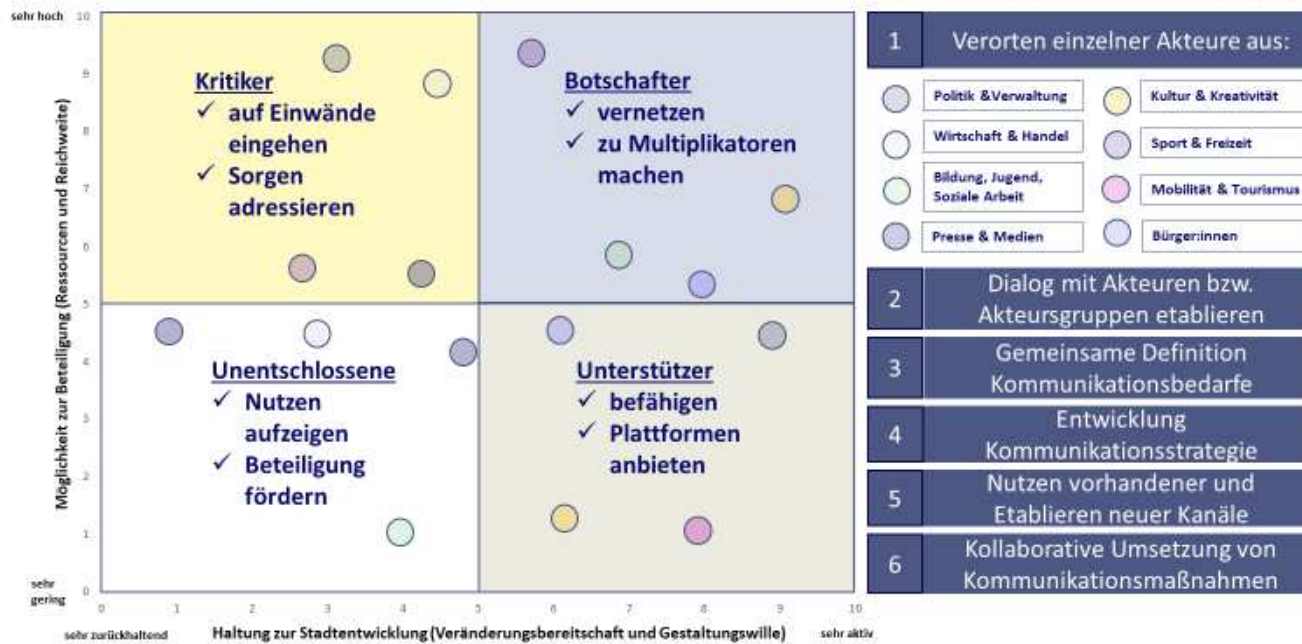 sehr hoch
10
9
8
7
6
5
4
3
2
1
0
sehr
gering
Möglichkeit zur Beteiligung (Ressourcen und Reichweite)
Kritiker
✓ auf Einwände
eingehen
✓ Sorgen
adressieren
Botschafter
✓ vernetzen
✓ zu Multiplikatoren
machen
Unentschlossene
✓ Nutzen
aufzeigen
✓ Beteiligung
fördern
Unterstützer
✓ befähigen
✓ Plattformen
anbieten
0 1 2 3 4 5 6 7 8 9 10
sehr zurückhaltend
Haltung zur Stadtentwicklung (Veränderungsbereitschaft und Gestaltungswille)
sehr aktiv
1 Verorten einzelner Akteure aus:
Politik &Verwaltung
Wirtschaft & Handel
Bildung, Jugend,
Soziale Arbeit
Presse & Medien
Kultur & Kreativität
Sport & Freizeit
Mobilität & Tourismus
Bürger:innen
2 Dialog mit Akteuren bzw.
Akteursgruppen etablieren
3 Gemeinsame Definition
Kommunikationsbedarfe
4 Entwicklung
Kommunikationsstrategie
5 Nutzen vorhandener und
Etablieren neuer Kanäle
6 Kollaborative Umsetzung von
Kommunikationsmaßnahmen